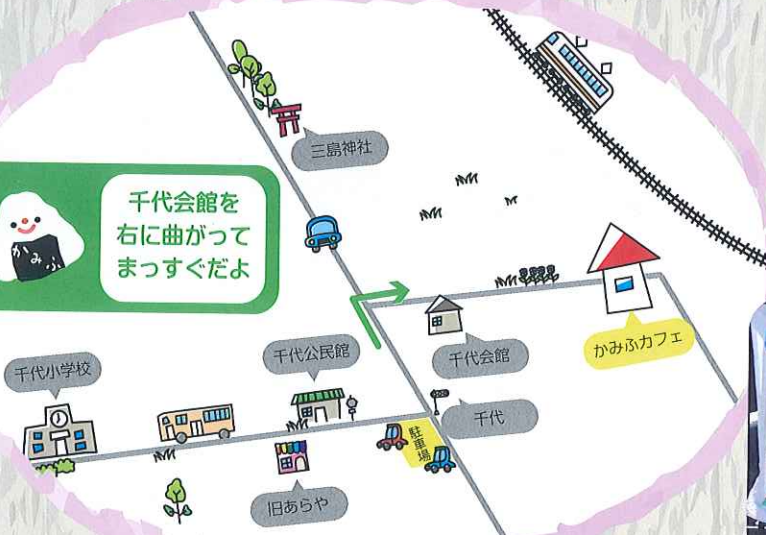 三島神社
千代会館を
右に曲がって
まっすぐだよ
かみふ
千代小学校
千代公民館
千代会館
かみふカフェ
千代
駐車場
旧あらや